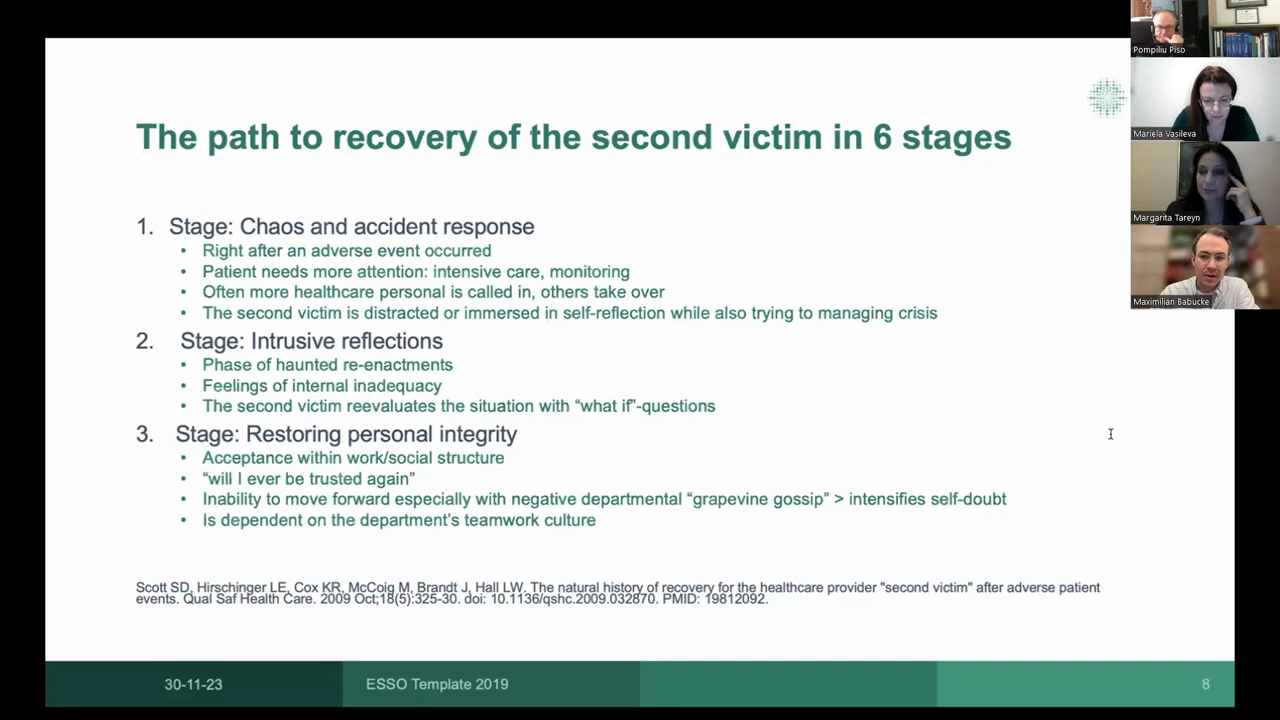 The path to recovery of the second victim in 6 stages
1. Stage: Chaos and accident response
• Right after an adverse event occurred
• Patient needs more attention: intensive care, monitoring
• Often more healthcare personal is called in, others take over
• The second victim is distracted or immersed in self-reflection while also trying to managing crisis
2. Stage: Intrusive reflections
• Phase of haunted re-enactments
• Feelings of internal inadequacy
• The second victim reevaluates the situation with “what if”-questions
3. Stage: Restoring personal integrity
• Acceptance within work/social structure
• “will I ever be trusted again”
• Inability to move forward especially with negative departmental “grapevine gossip” > intensifies self-doubt
• Is dependent on the department’s teamwork culture
Scott SD, Hirschinger LE, Cox KR, McCoig M, Brandt J, Hall LW. The natural history of recovery for the healthcare provider "second victim" after adverse patient
events. Qual Saf Health Care. 2009 Oct;18(5):325-30. doi: 10.1136/qshc.2009.032870. PMID: 19812092.
30-11-23
ESSO Template 2019
8
Pompiliu Piso
Mariela Vasileva
Margarita Tareyn
Maximilian Babucke